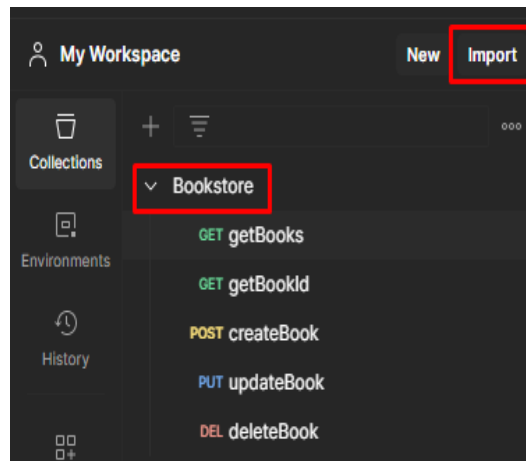 My Workspace
New
Import
Collections
Bookstore
GET getBooks
Environments
GET getBookId
History
POST createBook
PUT updateBook
DEL deleteBook